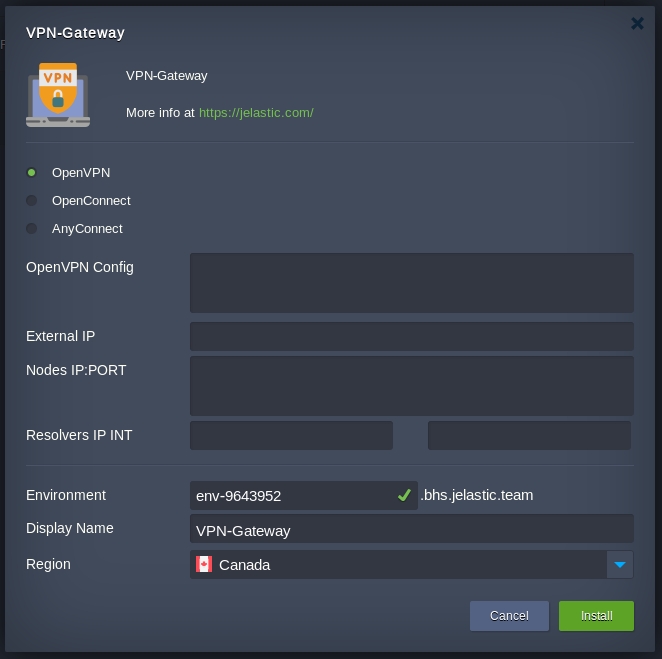 VPN-Gateway
VPN
VPN-Gateway
More info at https://jelastic.com/
OpenVPN
OpenConnect
AnyConnect
OpenVPN Config
External IP
Nodes IP:PORT
Resolvers IP INT
Environment env-9643952 .bhs.jelastic.team
Display Name VPN-Gateway
Region Canada
Cancel Install